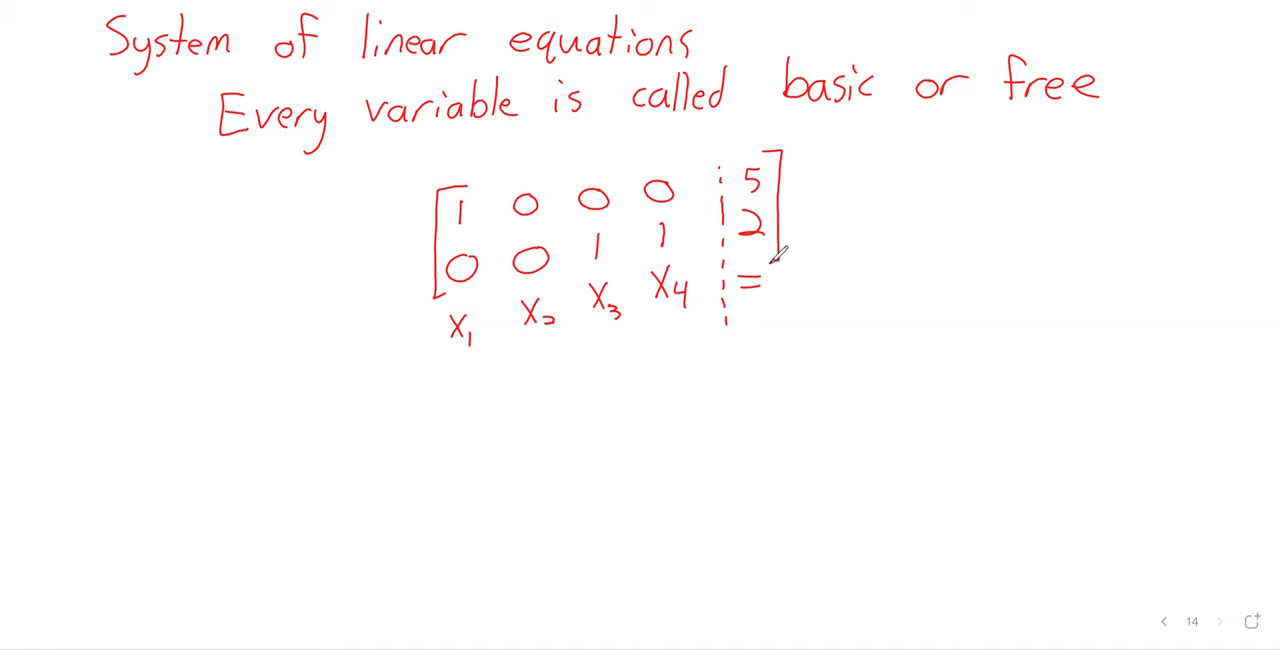 System of linear equations
Every variable is called basic or free
1 0 0 0 5
0 0 1 1 2
x₁ x₂ x₃ x₄ =
14